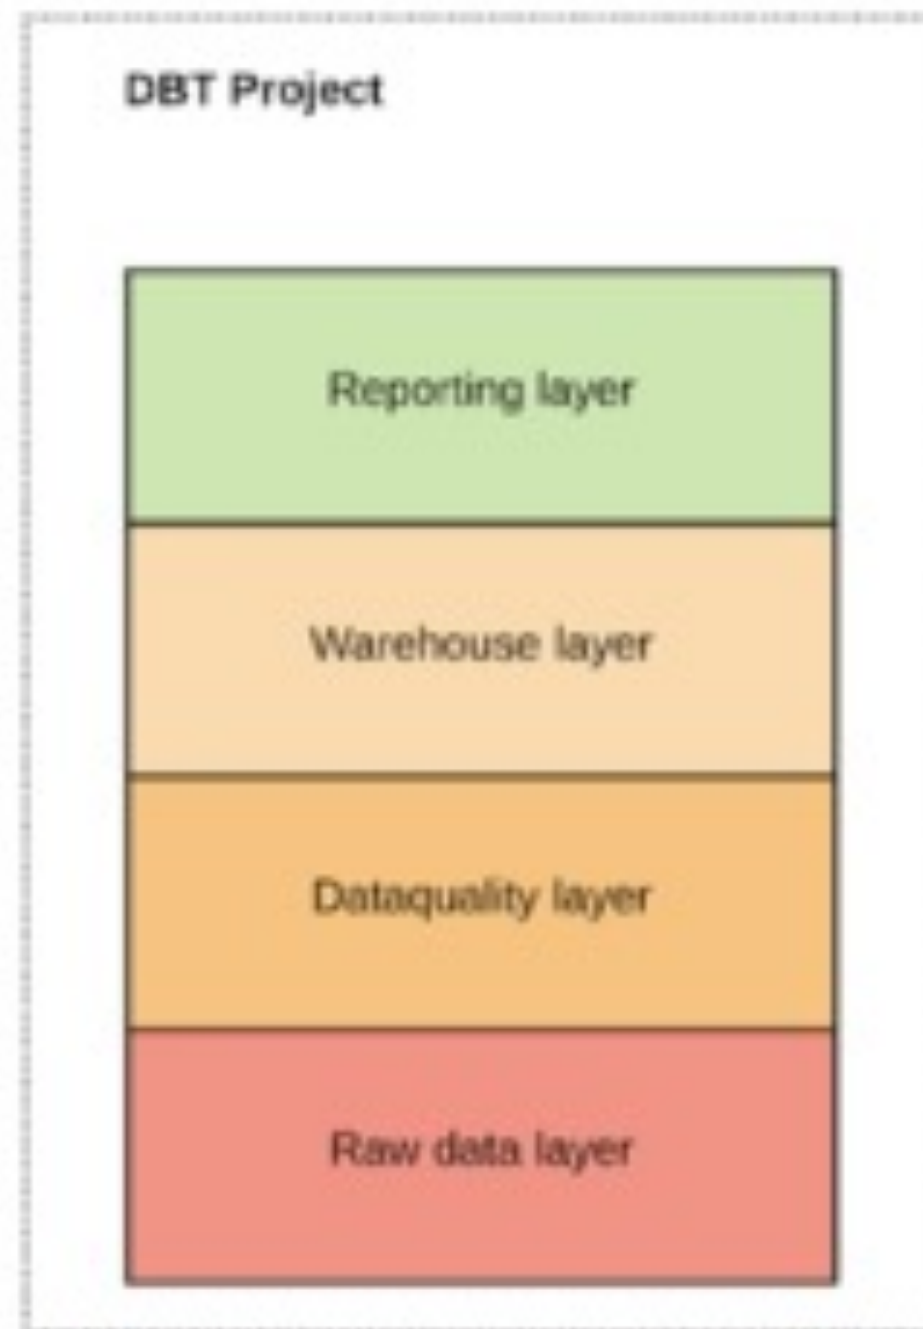 DBT Project
Reporting layer
Warehouse layer
Dataquality layer
Raw data layer